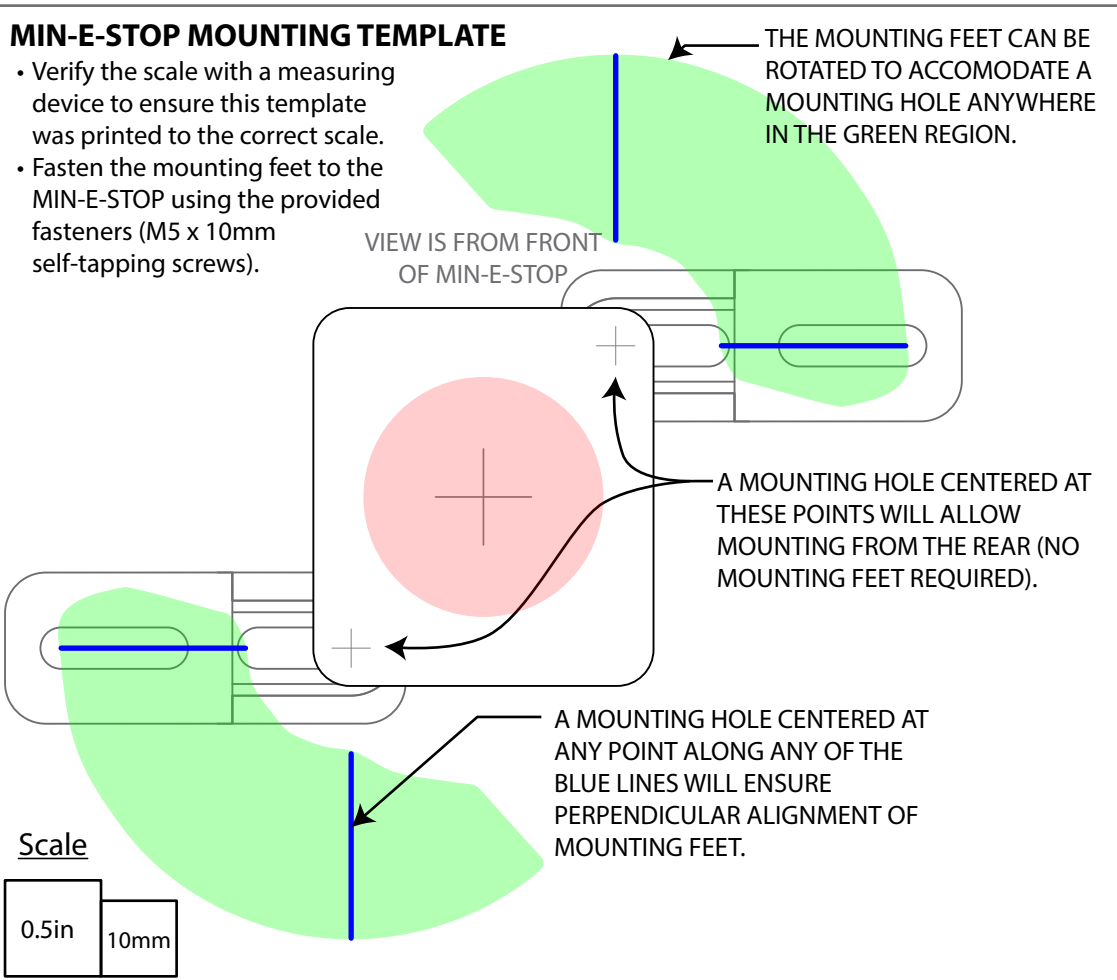 MIN-E-STOP MOUNTING TEMPLATE
• Verify the scale with a measuring
device to ensure this template
was printed to the correct scale.
• Fasten the mounting feet to the
MIN-E-STOP using the provided
fasteners (M5 x 10mm
self-tapping screws).
THE MOUNTING FEET CAN BE
ROTATED TO ACCOMODATE A
MOUNTING HOLE ANYWHERE
IN THE GREEN REGION.
VIEW IS FROM FRONT
OF MIN-E-STOP
A MOUNTING HOLE CENTERED AT
THESE POINTS WILL ALLOW
MOUNTING FROM THE REAR (NO
MOUNTING FEET REQUIRED).
A MOUNTING HOLE CENTERED AT
ANY POINT ALONG ANY OF THE
BLUE LINES WILL ENSURE
PERPENDICULAR ALIGNMENT OF
MOUNTING FEET.
Scale
0.5in
10mm